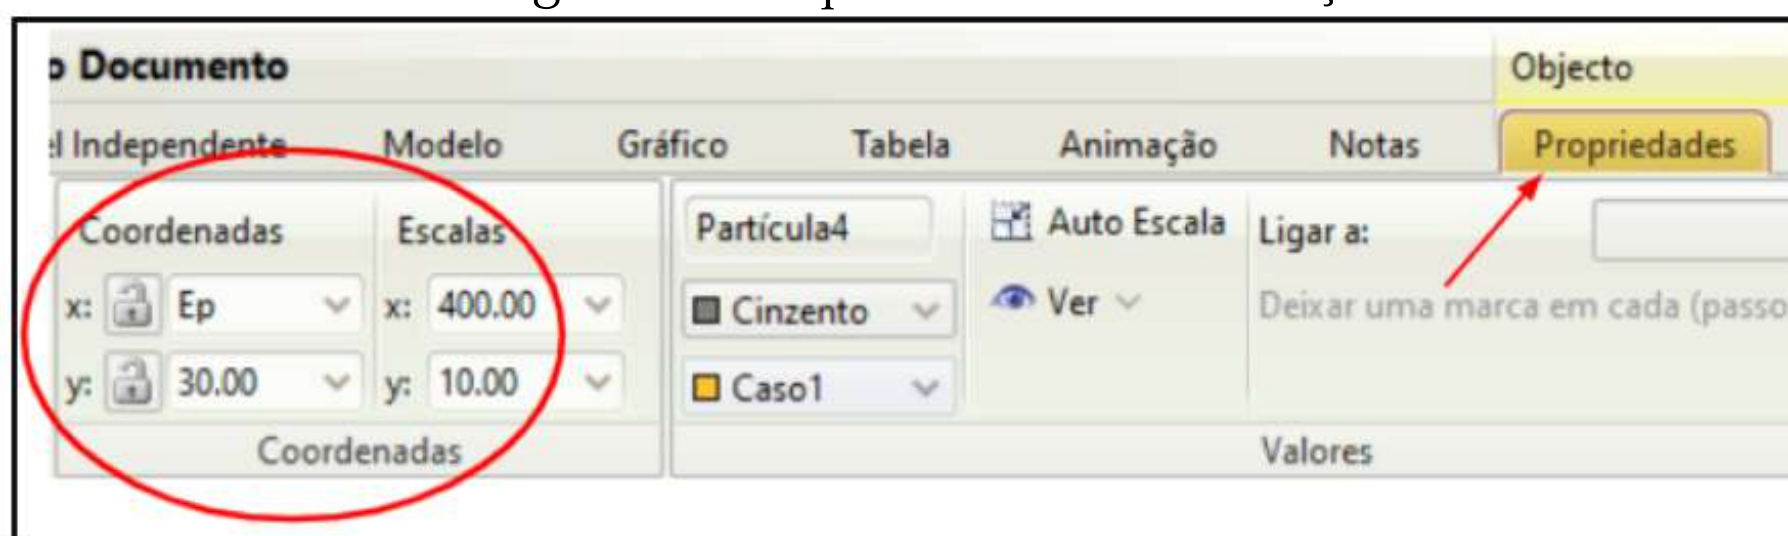 o Documento
Objecto
el Independente Modelo Gráfico Tabela Animação Notas Propriedades
Coordenadas Escalas Partícula4 Auto Escala Ligar a:
x: Ep x: 400.00 Cinzento Ver Deixar uma marca em cada (passo
y: 30.00 y: 10.00 Caso1
Coordenadas Valores